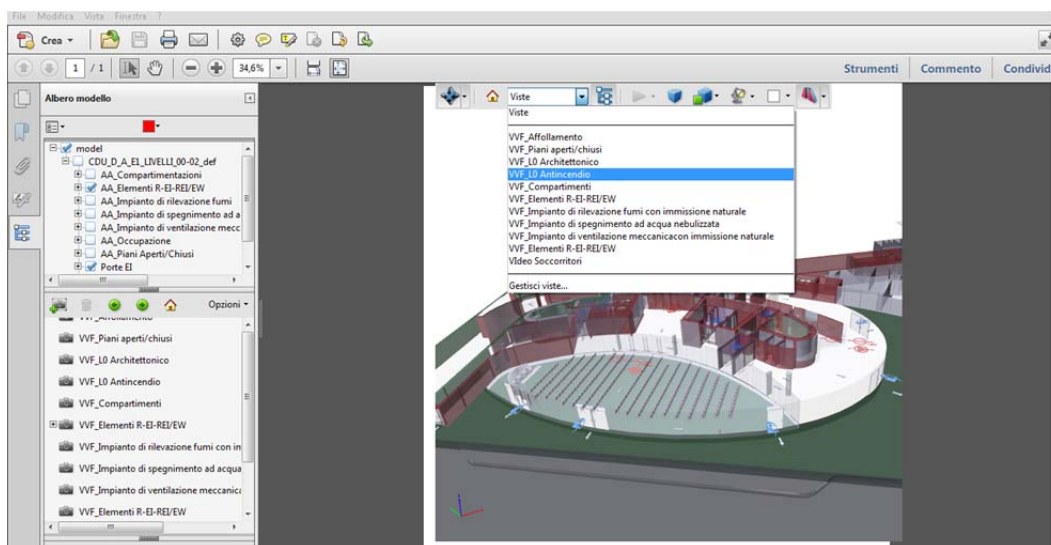 File Modifica Vista Finestra ?
Crea
1 / 1 34,6% Strumenti Commento Condivid
Albero modello
model
CDU_D_A_E1_LIVELLI_00-02_def
AA_Compartimentazioni
AA_Elementi R-EI-REI/EW
AA_Impianto di rilevazione fumi
AA_Impianto di spegnimento ad a
AA_Impianto di ventilazione mecc
AA_Occupazione
AA_Piani Aperti/Chiusi
Porte EI
Opzioni
VVF_Affollamento
VVF_Piani aperti/chiusi
VVF_L0 Architettonico
VVF_L0 Antincendio
VVF_Compartimenti
VVF_Elementi R-EI-REI/EW
VVF_Impianto di rilevazione fumi con in
VVF_Impianto di spegnimento ad acqua
VVF_Impianto di ventilazione meccanica
VVF_Elementi R-EI-REI/EW
Viste
Viste
VVF_Affollamento
VVF_Piani aperti/chiusi
VVF_L0 Architettonico
VVF_L0 Antincendio
VVF_Compartimenti
VVF_Elementi R-EI-REI/EW
VVF_Impianto di rilevazione fumi con immissione naturale
VVF_Impianto di spegnimento ad acqua nebulizzata
VVF_Impianto di ventilazione meccanicacon immissione naturale
VVF_Elementi R-EI-REI/EW
VIdeo Soccorritori
Gestisci viste...